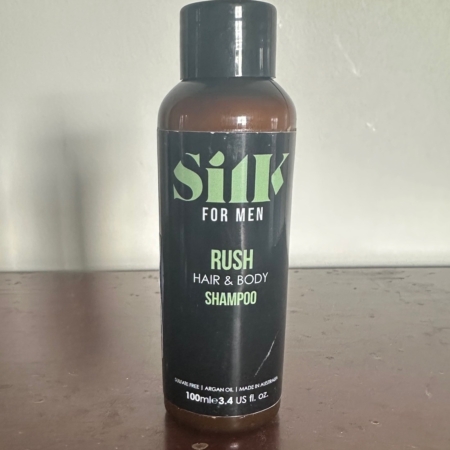 Silk
FOR MEN
RUSH
HAIR & BODY
SHAMPOO
SULFATE FREE | ARGAN OIL | MADE IN AUSTRALIA
100ml℮3.4 US fl. oz.